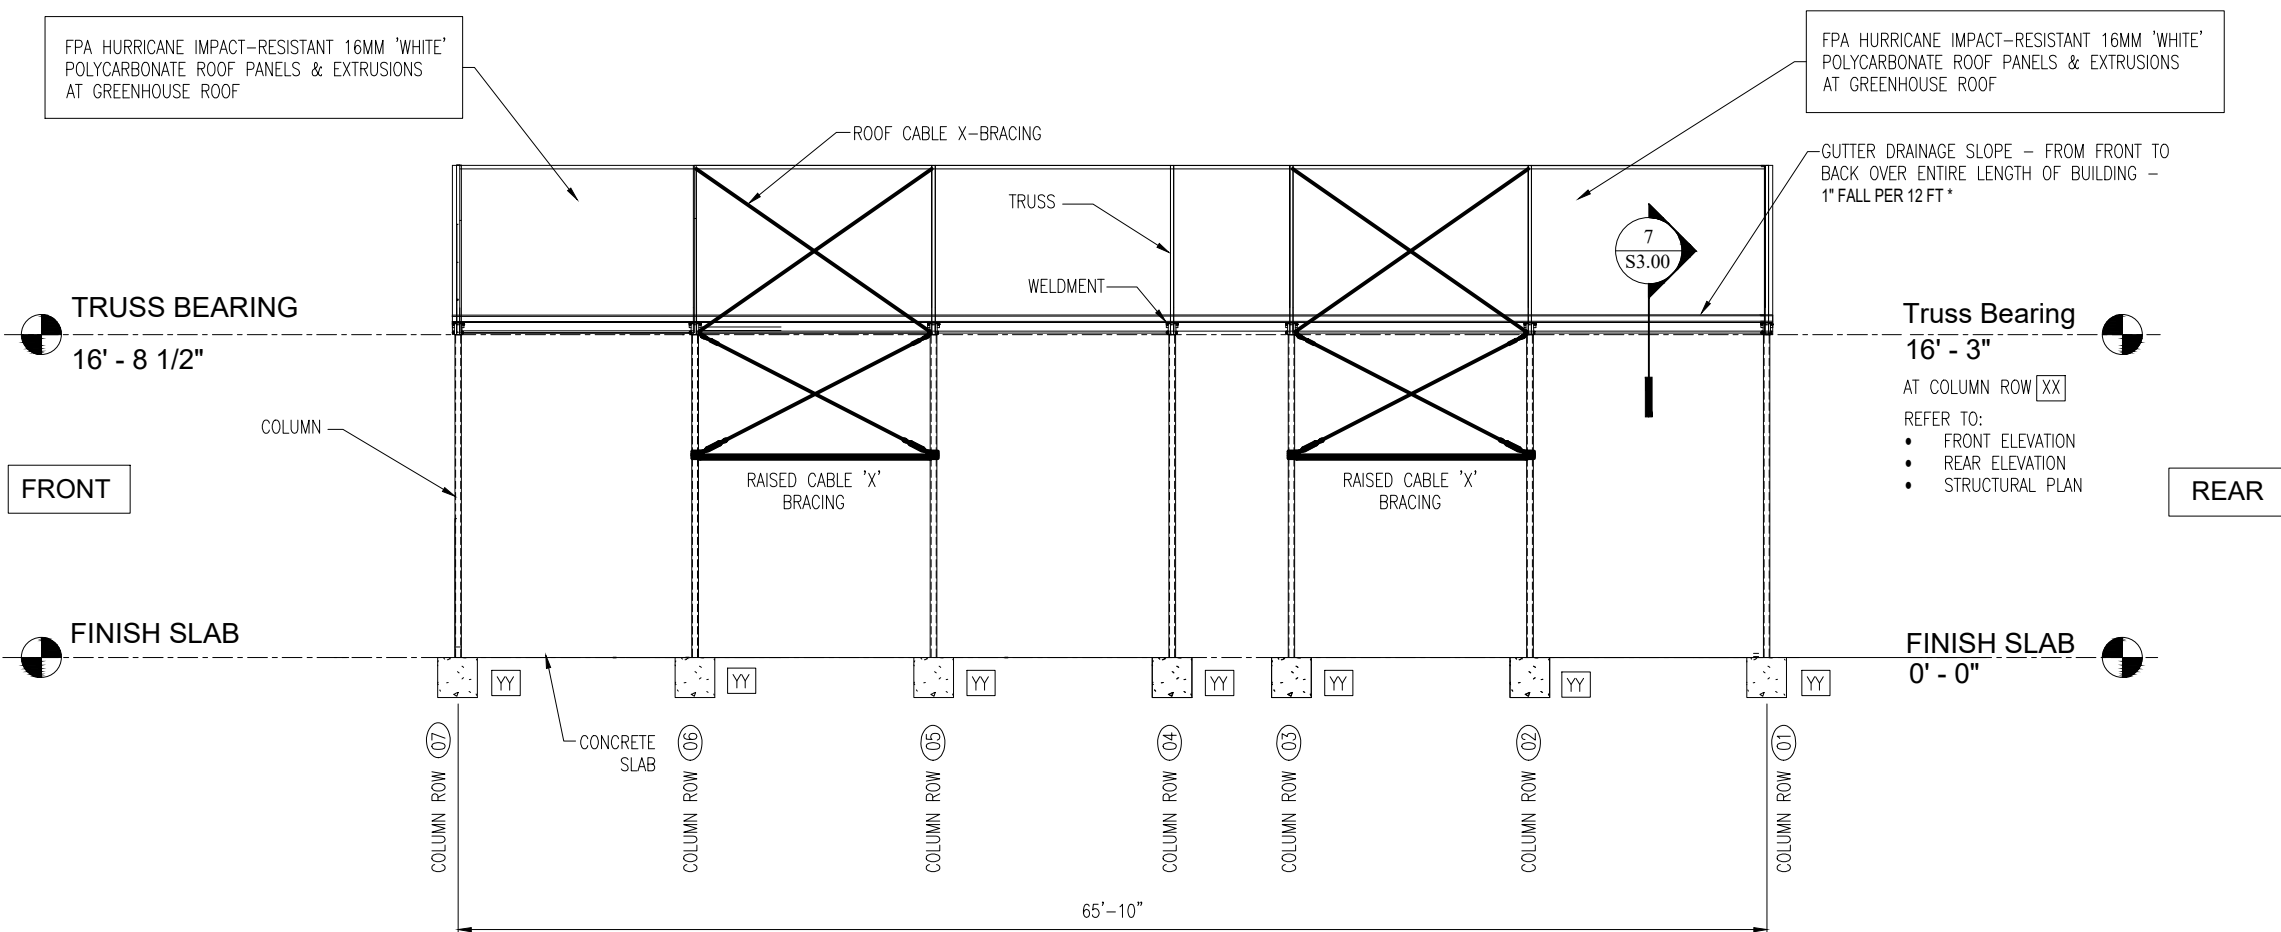 FPA HURRICANE IMPACT-RESISTANT 16MM 'WHITE'
POLYCARBONATE ROOF PANELS & EXTRUSIONS
AT GREENHOUSE ROOF
FPA HURRICANE IMPACT-RESISTANT 16MM 'WHITE'
POLYCARBONATE ROOF PANELS & EXTRUSIONS
AT GREENHOUSE ROOF
ROOF CABLE X-BRACING
GUTTER DRAINAGE SLOPE - FROM FRONT TO
BACK OVER ENTIRE LENGTH OF BUILDING -
1" FALL PER 12 FT *
TRUSS
7
S3.00
WELDMENT
TRUSS BEARING
16' - 8 1/2"
Truss Bearing
16' - 3"
AT COLUMN ROW XX
REFER TO:
• FRONT ELEVATION
• REAR ELEVATION
• STRUCTURAL PLAN
COLUMN
FRONT
REAR
RAISED CABLE 'X'
BRACING
RAISED CABLE 'X'
BRACING
FINISH SLAB
FINISH SLAB
0' - 0"
YY
YY
YY
YY
YY
YY
YY
CONCRETE
SLAB
COLUMN ROW 07
COLUMN ROW 06
COLUMN ROW 05
COLUMN ROW 04
COLUMN ROW 03
COLUMN ROW 02
COLUMN ROW 01
65'-10"